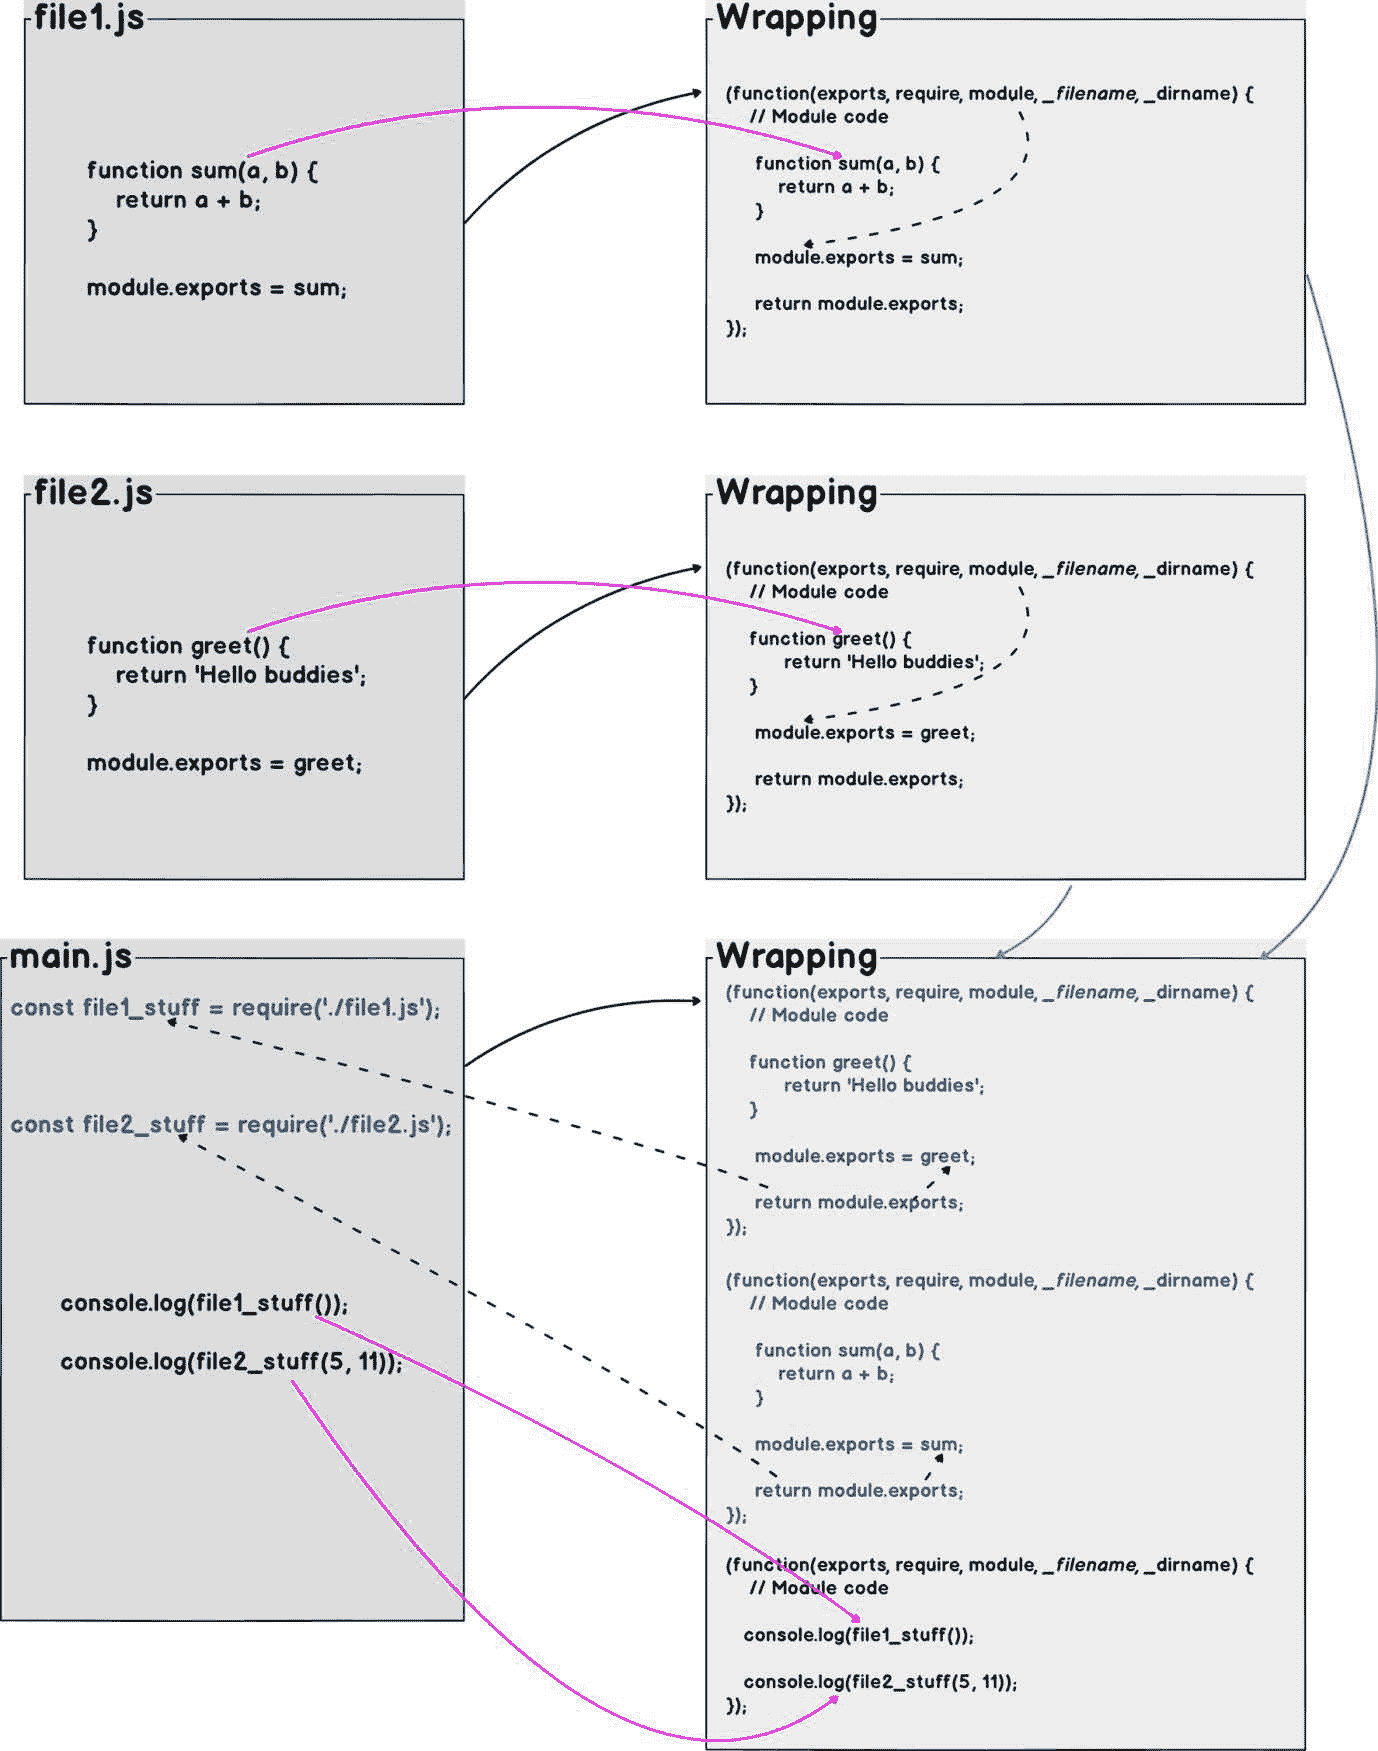 file1.js
function sum(a, b) {
return a + b;
}
module.exports = sum;
Wrapping
(function(exports, require, module, _filename, _dirname) {
// Module code
function sum(a, b) {
return a + b;
}
module.exports = sum;
return module.exports;
});
file2.js
function greet() {
return 'Hello buddies';
}
module.exports = greet;
Wrapping
(function(exports, require, module, _filename, _dirname) {
// Module code
function greet() {
return 'Hello buddies';
}
module.exports = greet;
return module.exports;
});
main.js
const file1_stuff = require('./file1.js');
const file2_stuff = require('./file2.js');
console.log(file1_stuff());
console.log(file2_stuff(5, 11));
Wrapping
(function(exports, require, module, _filename, _dirname) {
// Module code
function greet() {
return 'Hello buddies';
}
module.exports = greet;
return module.exports;
});
(function(exports, require, module, _filename, _dirname) {
// Module code
function sum(a, b) {
return a + b;
}
module.exports = sum;
return module.exports;
});
(function(exports, require, module, _filename, _dirname) {
// Module code
console.log(file1_stuff());
console.log(file2_stuff(5, 11));
});